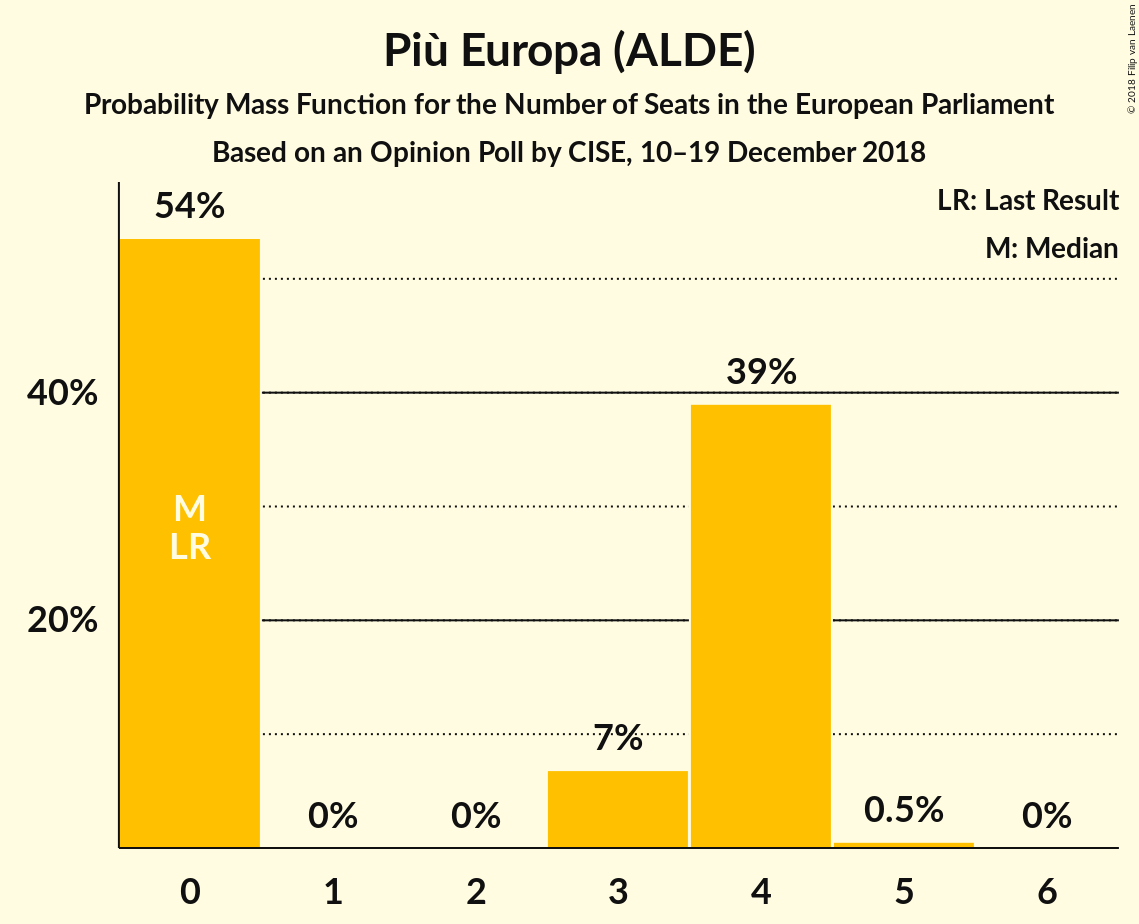 Più Europa (ALDE)
Probability Mass Function for the Number of Seats in the European Parliament
Based on an Opinion Poll by CISE, 10–19 December 2018
© 2018 Filip van Laenen
LR: Last Result
M: Median
54%
39%
40%
M
LR
20%
7%
0%
0%
0.5%
0%
0 1 2 3 4 5 6